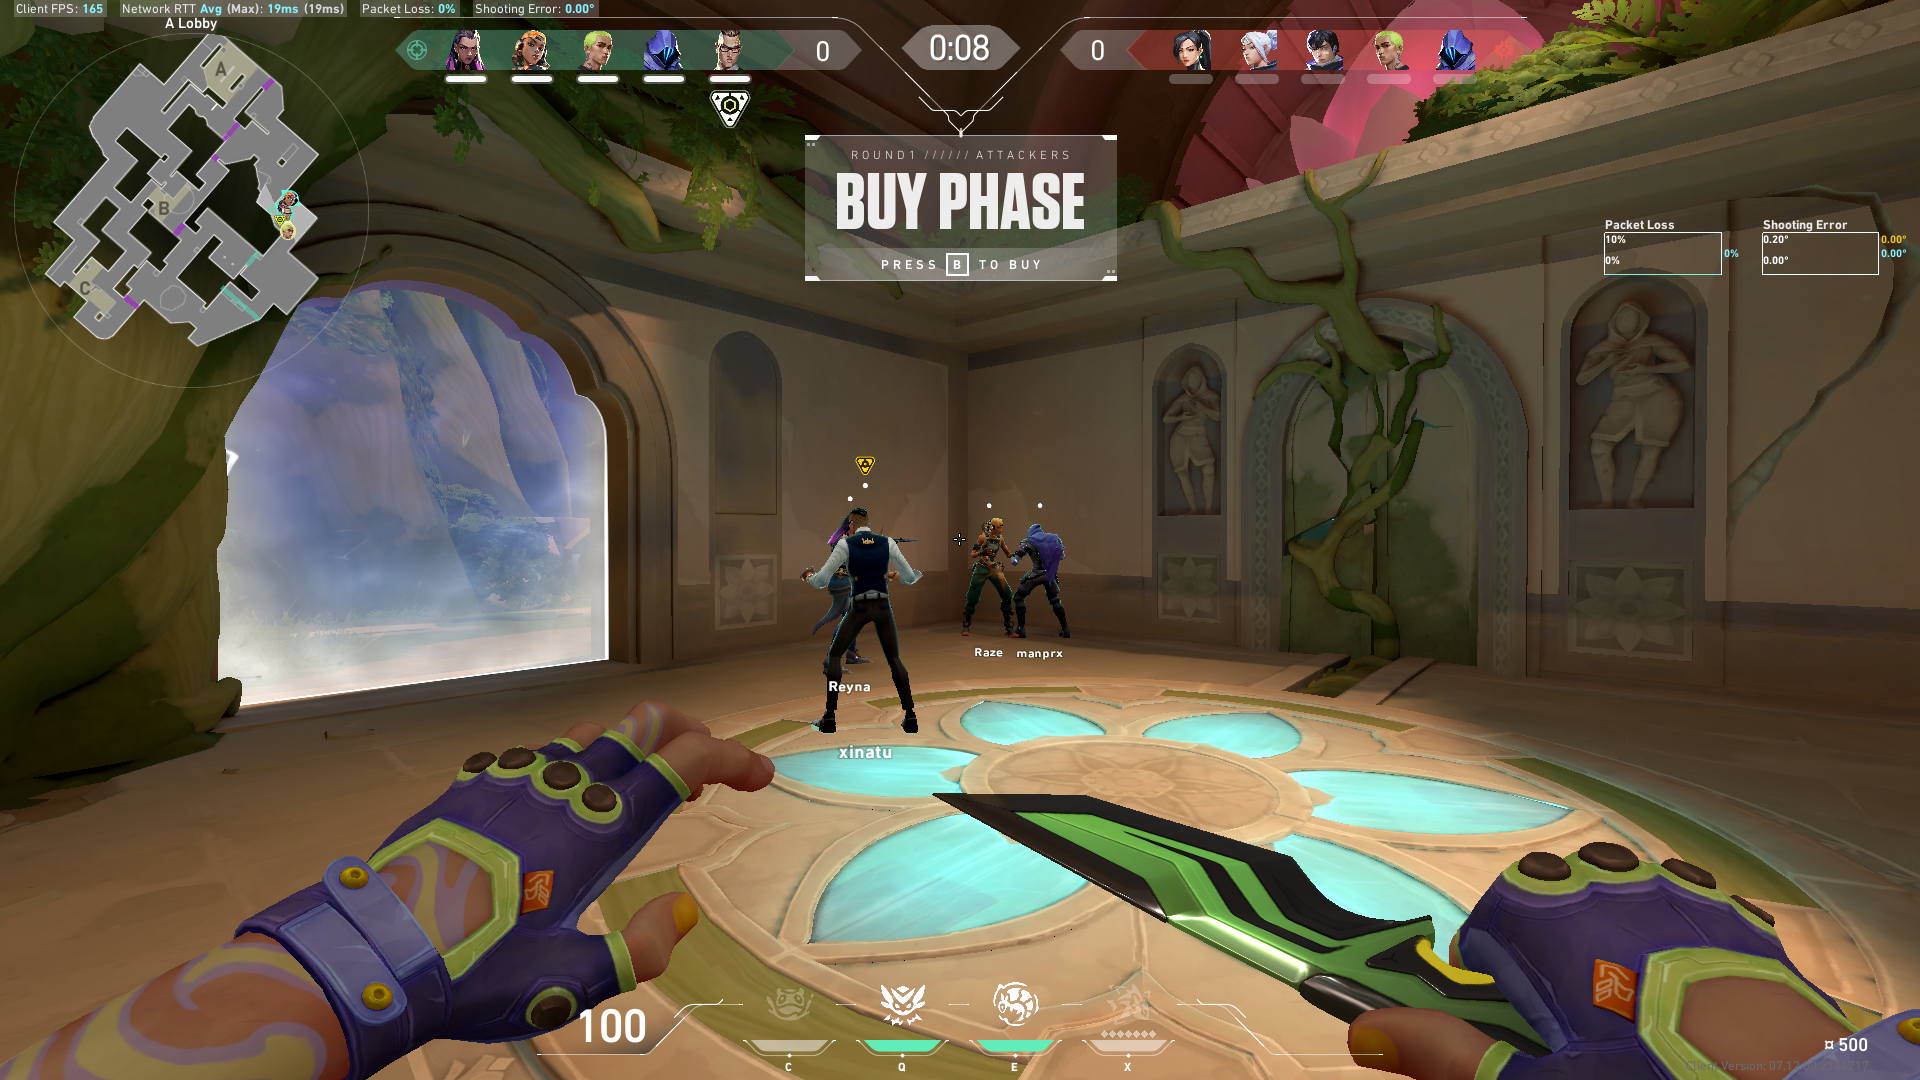 Client FPS: 165 Network RTT Avg (Max): 19ms (19ms) Packet Loss: 0% Shooting Error: 0.00°
A Lobby
A
B
C
0
0:08
0
ROUND 1 ////// ATTACKERS
BUY PHASE
PRESS B TO BUY
Packet Loss
10%
0%
0%
Shooting Error
0.20°
0.00°
0.00°
0.00°
Raze
manprx
Reyna
xinatu
100
C
Q
E
X
¤ 500